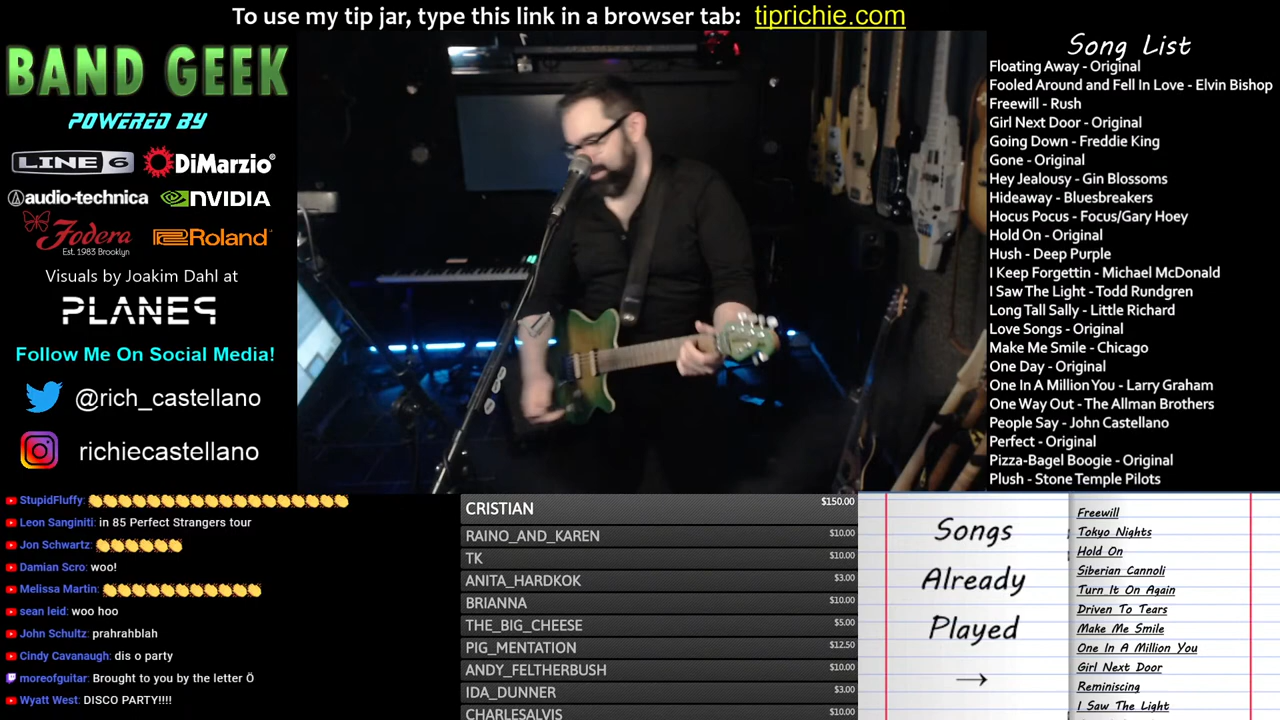 To use my tip jar, type this link in a browser tab: tiprichie.com
BAND GEEK
POWERED BY
LINE 6
DiMarzio®
audio-technica
NVIDIA
Fodera
Est. 1983 Brooklyn
Roland
Visuals by Joakim Dahl at
PLANE9
Follow Me On Social Media!
@rich_castellano
richiecastellano
Song List
Floating Away - Original
Fooled Around and Fell In Love - Elvin Bishop
Freewill - Rush
Girl Next Door - Original
Going Down - Freddie King
Gone - Original
Hey Jealousy - Gin Blossoms
Hideaway - Bluesbreakers
Hocus Pocus - Focus/Gary Hoey
Hold On - Original
Hush - Deep Purple
I Keep Forgettin - Michael McDonald
I Saw The Light - Todd Rundgren
Long Tall Sally - Little Richard
Love Songs - Original
Make Me Smile - Chicago
One Day - Original
One In A Million You - Larry Graham
One Way Out - The Allman Brothers
People Say - John Castellano
Perfect - Original
Pizza-Bagel Boogie - Original
Plush - Stone Temple Pilots
StupidFluffy: 👏👏👏👏👏👏👏👏👏👏👏👏👏👏👏👏👏👏
Leon Sanginiti: in 85 Perfect Strangers tour
Jon Schwartz: 👏👏👏👏👏👏
Damian Scro: woo!
Melissa Martin: 👏👏👏👏👏👏👏👏👏👏👏
sean leid: woo hoo
John Schultz: prahrahblah
Cindy Cavanaugh: dis o party
moreofguitar: Brought to you by the letter Ö
Wyatt West: DISCO PARTY!!!!
CRISTIAN $150.00
RAINO_AND_KAREN $10.00
TK $10.00
ANITA_HARDKOK $3.00
BRIANNA $10.00
THE_BIG_CHEESE $5.00
PIG_MENTATION $12.50
ANDY_FELTHERBUSH $10.00
IDA_DUNNER $3.00
CHARLESALVIS $10.00
Songs
Already
Played
→
Freewill
Tokyo Nights
Hold On
Siberian Cannoli
Turn It On Again
Driven To Tears
Make Me Smile
One In A Million You
Girl Next Door
Reminiscing
I Saw The Light